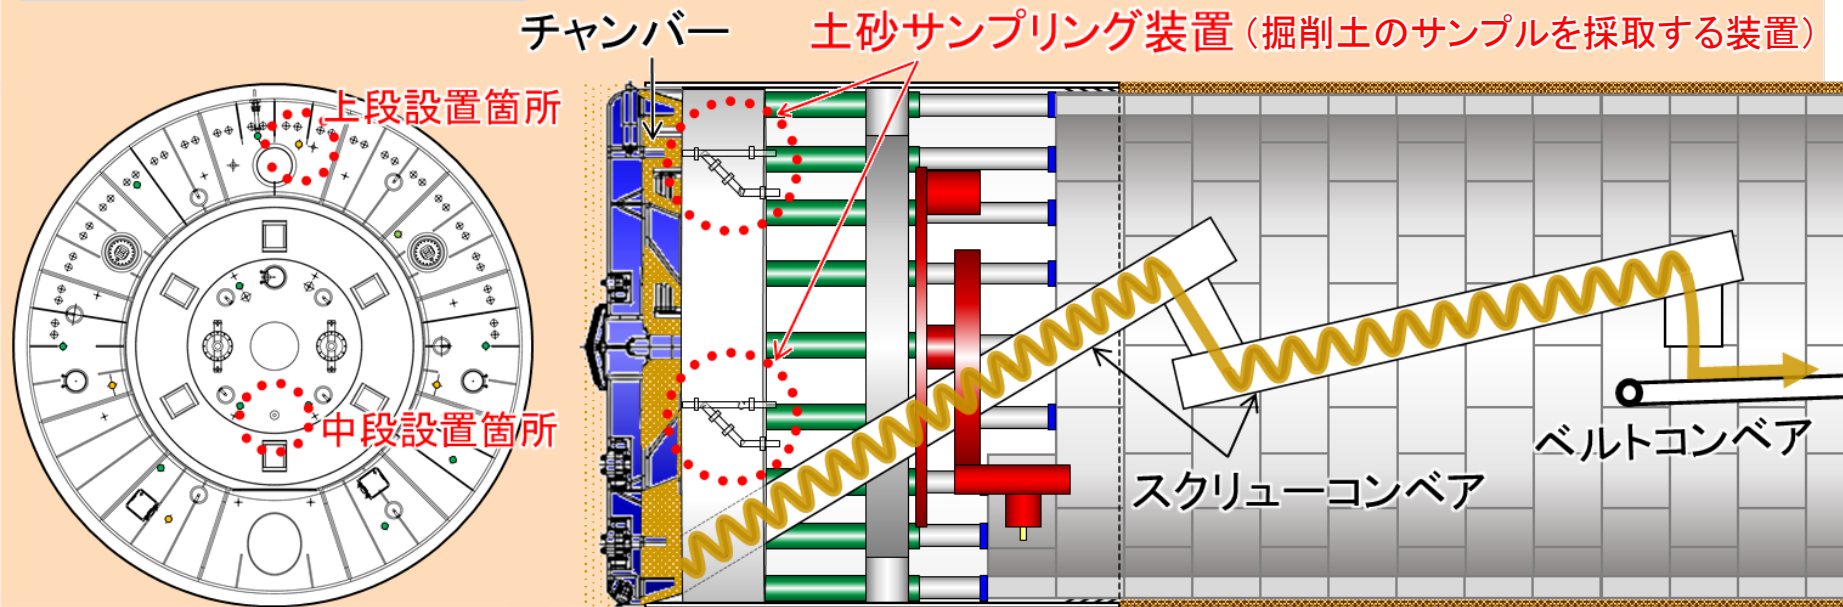 チャンバー
土砂サンプリング装置（掘削土のサンプルを採取する装置）
上段設置箇所
中段設置箇所
スクリューコンベア
ベルトコンベア